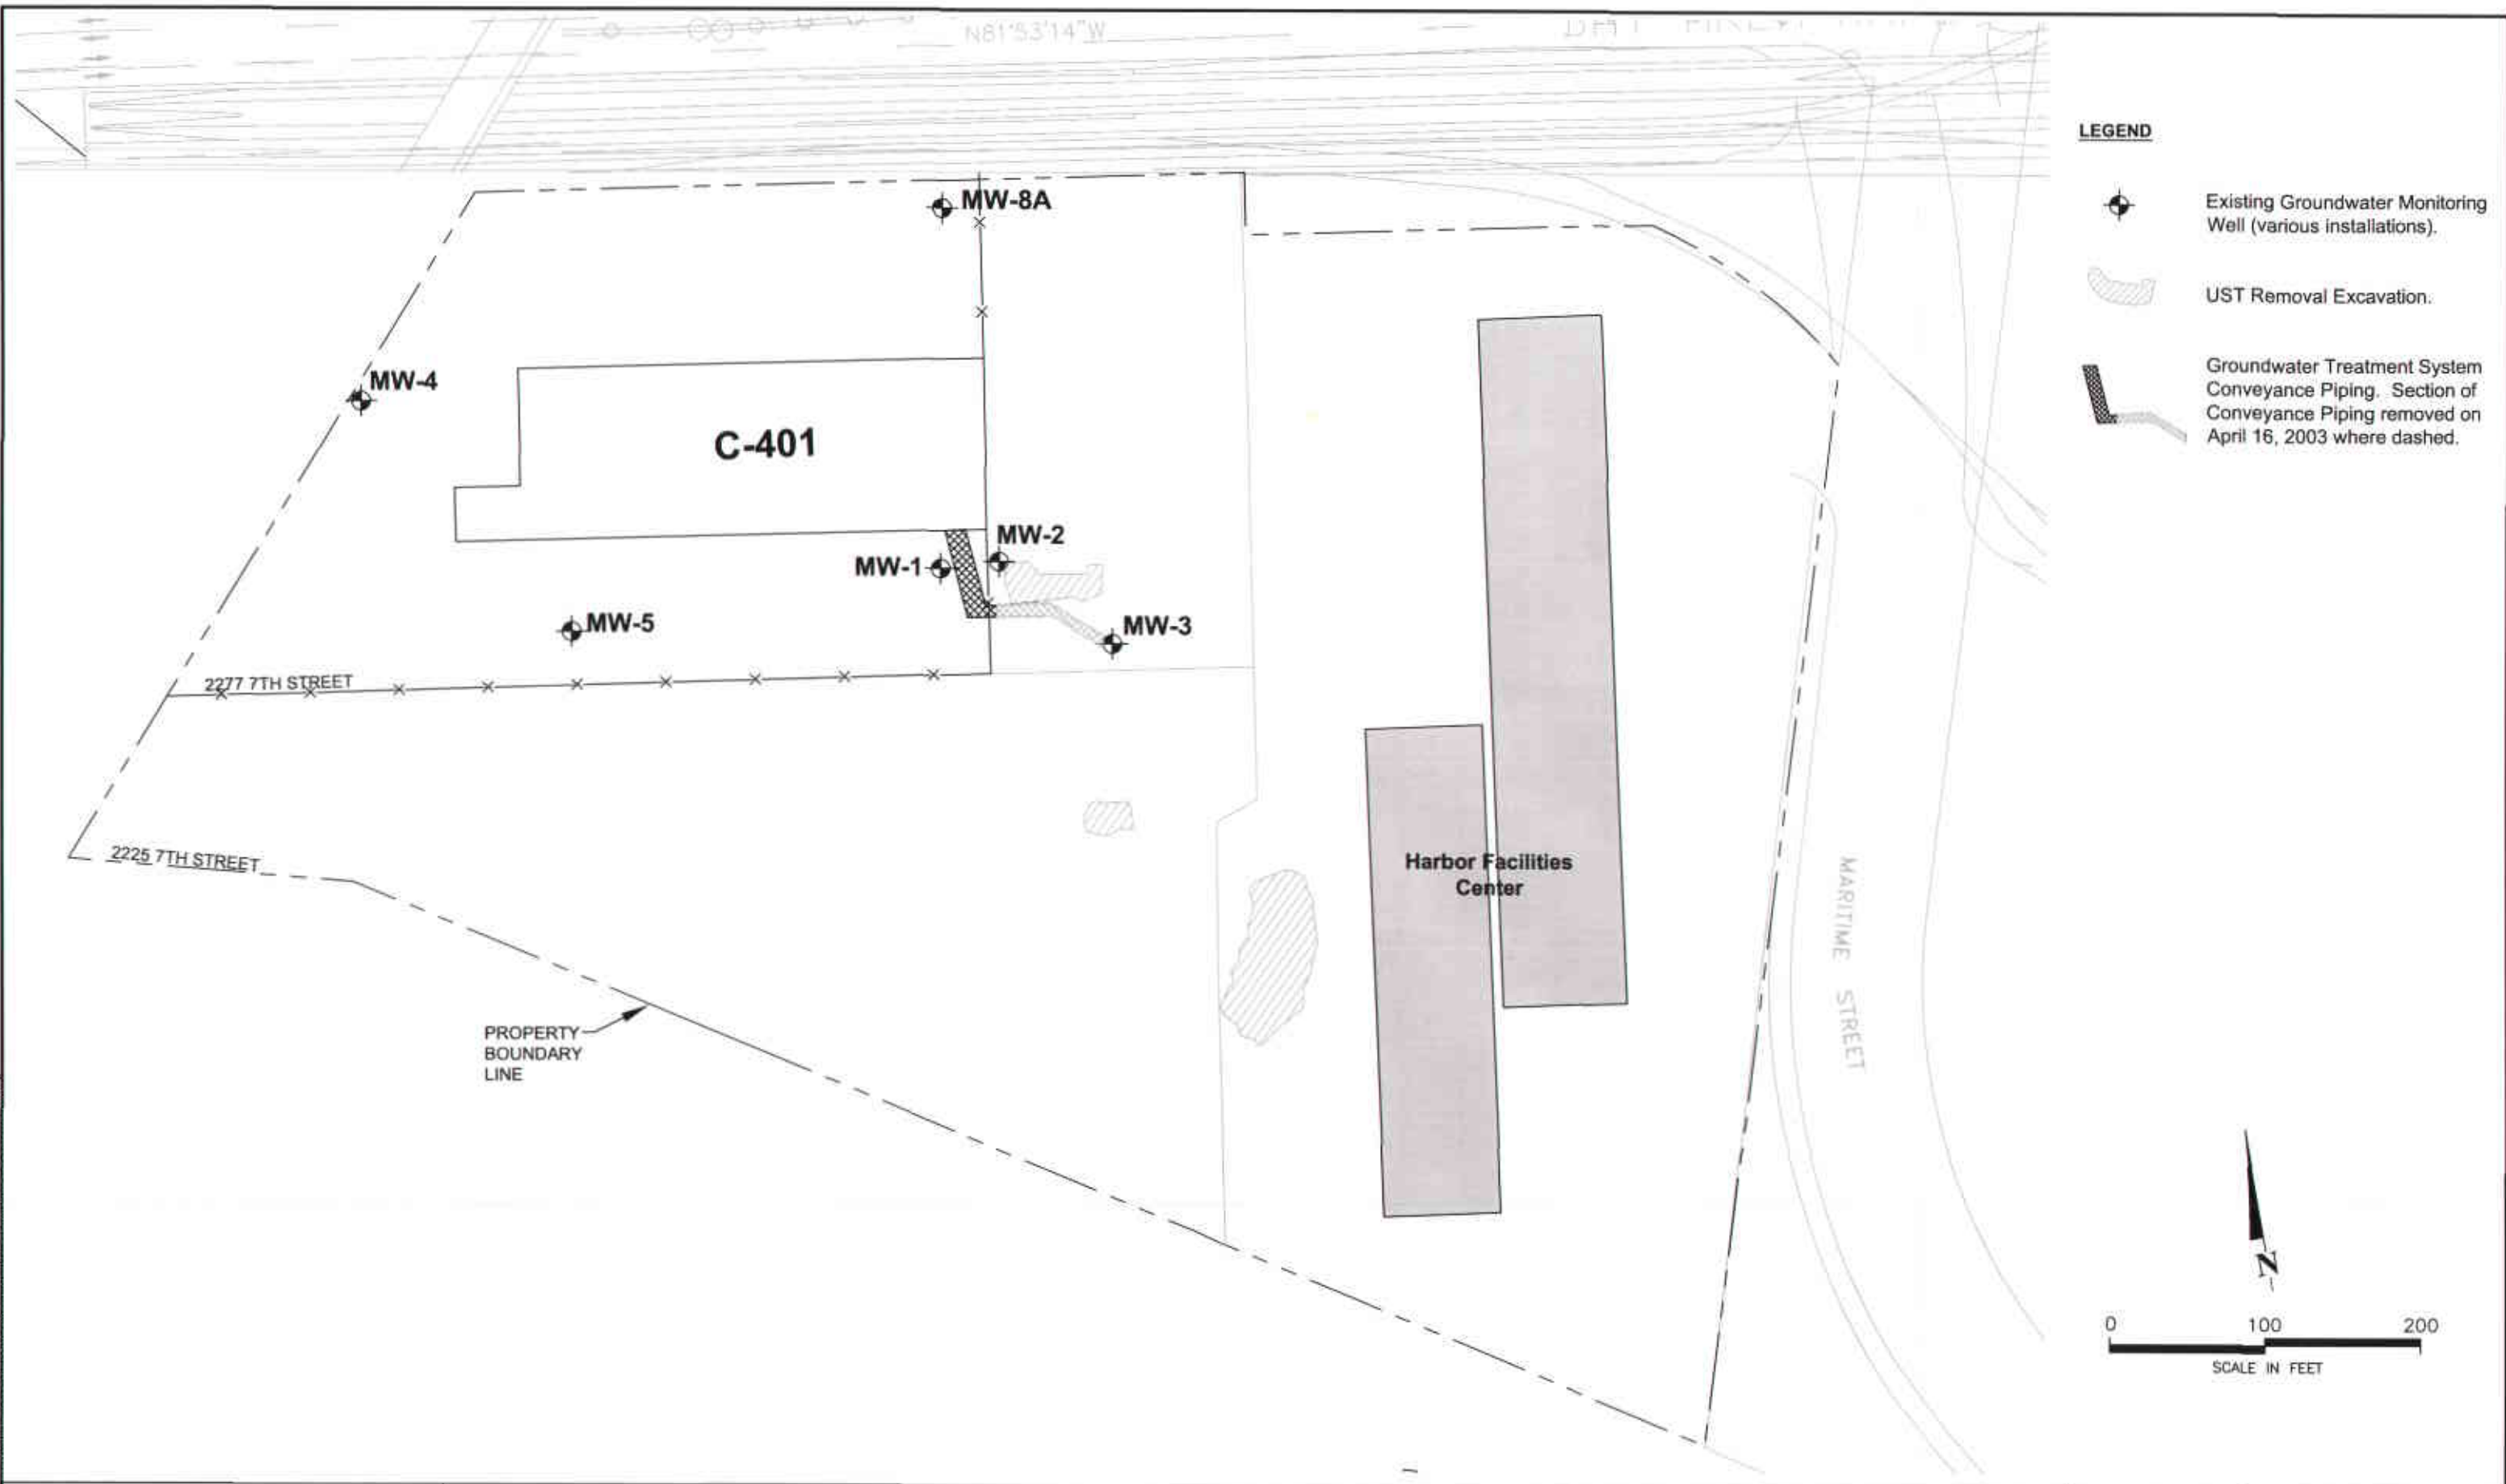 N81°53'14"W
LEGEND
Existing Groundwater Monitoring
Well (various installations).
UST Removal Excavation.
Groundwater Treatment System
Conveyance Piping. Section of
Conveyance Piping removed on
April 16, 2003 where dashed.
MW-8A
MW-4
C-401
MW-2
MW-1
MW-5
MW-3
2277 7TH STREET
2225 7TH STREET
Harbor Facilities
Center
MARITIME STREET
PROPERTY
BOUNDARY
LINE
N
0 100 200
SCALE IN FEET